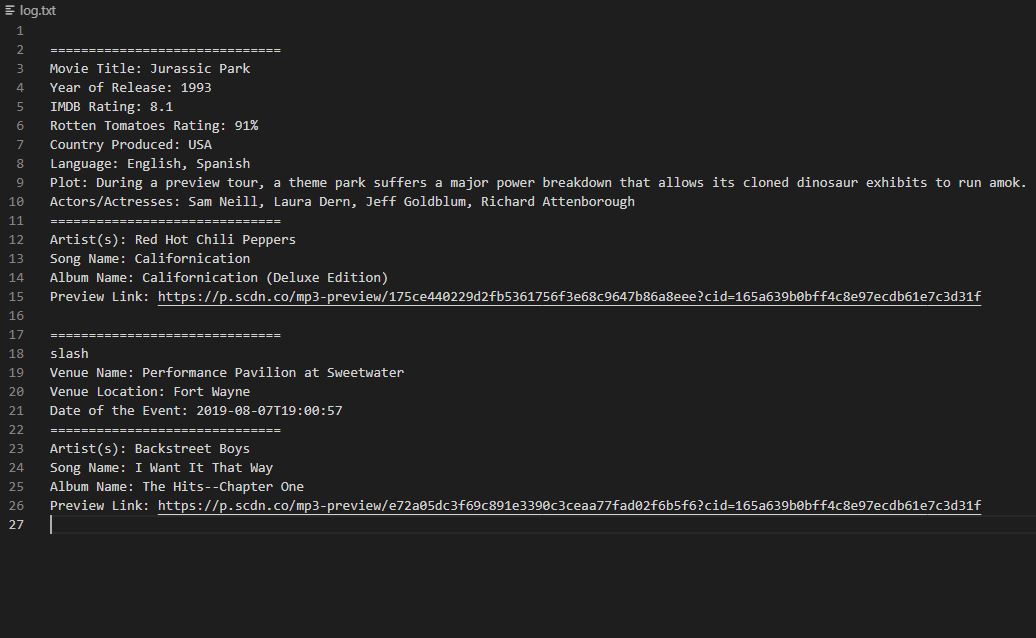 log.txt
1
2 ==============================
3 Movie Title: Jurassic Park
4 Year of Release: 1993
5 IMDB Rating: 8.1
6 Rotten Tomatoes Rating: 91%
7 Country Produced: USA
8 Language: English, Spanish
9 Plot: During a preview tour, a theme park suffers a major power breakdown that allows its cloned dinosaur exhibits to run amok.
10 Actors/Actresses: Sam Neill, Laura Dern, Jeff Goldblum, Richard Attenborough
11 ==============================
12 Artist(s): Red Hot Chili Peppers
13 Song Name: Californication
14 Album Name: Californication (Deluxe Edition)
15 Preview Link: https://p.scdn.co/mp3-preview/175ce440229d2fb5361756f3e68c9647b86a8eee?cid=165a639b0bff4c8e97ecdb61e7c3d31f
16
17 ==============================
18 slash
19 Venue Name: Performance Pavilion at Sweetwater
20 Venue Location: Fort Wayne
21 Date of the Event: 2019-08-07T19:00:57
22 ==============================
23 Artist(s): Backstreet Boys
24 Song Name: I Want It That Way
25 Album Name: The Hits--Chapter One
26 Preview Link: https://p.scdn.co/mp3-preview/e72a05dc3f69c891e3390c3ceaa77fad02f6b5f6?cid=165a639b0bff4c8e97ecdb61e7c3d31f
27